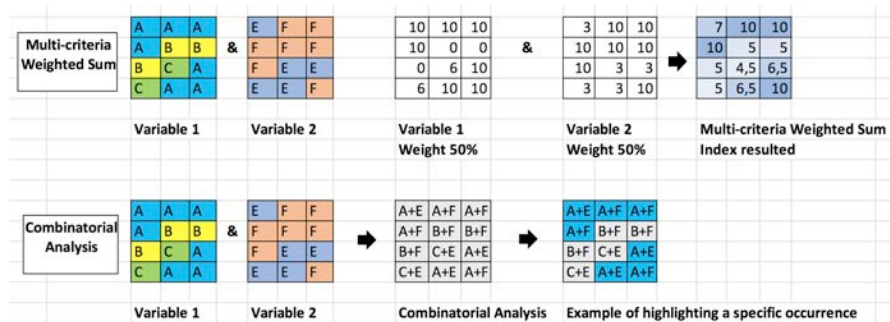 A A A E F F 10 10 10 3 10 10 7 10 10
Multi-criteria Weighted Sum A B B & F F F 10 0 0 & 10 10 10 10 5 5
B C A F E E 0 6 10 10 3 3 5 4,5 6,5
C A A E E F 6 10 10 3 3 10 5 6,5 10
Variable 1 Variable 2 Variable 1 Variable 2 Multi-criteria Weighted Sum
Weight 50% Weight 50% Index resulted
A A A E F F A+E A+F A+F A+E A+F A+F
Combinatorial Analysis A B B & F F F A+F B+F B+F A+F B+F B+F
B C A F E E B+F C+E A+E B+F C+E A+E
C A A E E F C+E A+E A+F C+E A+E A+F
Variable 1 Variable 2 Combinatorial Analysis Example of highlighting a specific occurrence